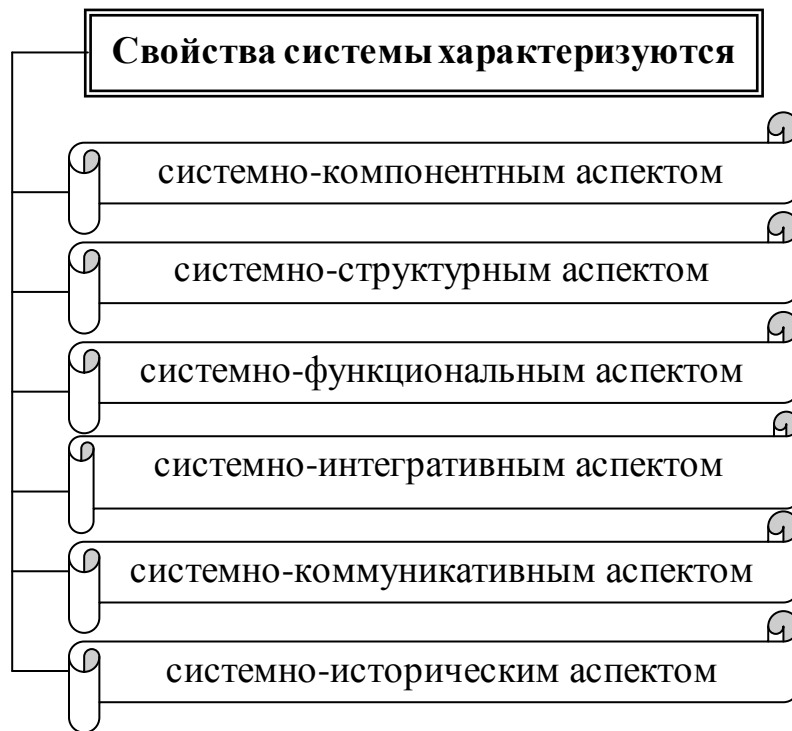 Свойства системы характеризуются
системно-компонентным аспектом
системно-структурным аспектом
системно-функциональным аспектом
системно-интегративным аспектом
системно-коммуникативным аспектом
системно-историческим аспектом